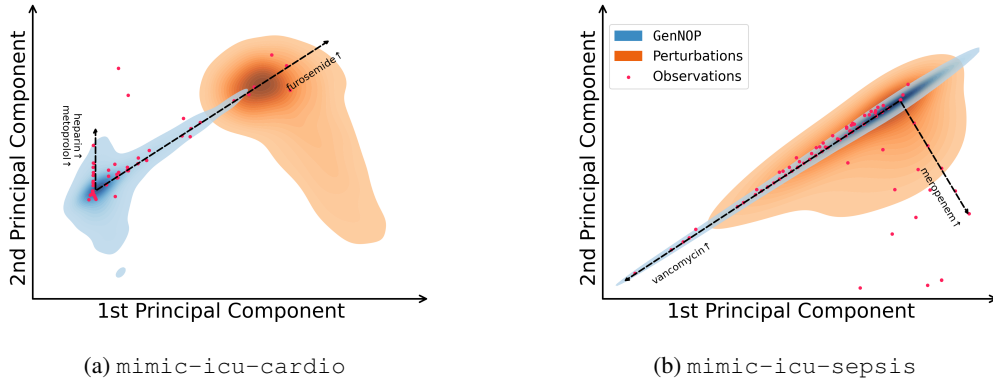 2nd Principal Component
heparin↑
metoprolol↑
furosemide↑
1st Principal Component
(a) mimic-icu-cardio
2nd Principal Component
GenNOP
Perturbations
Observations
vancomycin↑
meropenem↑
1st Principal Component
(b) mimic-icu-sepsis